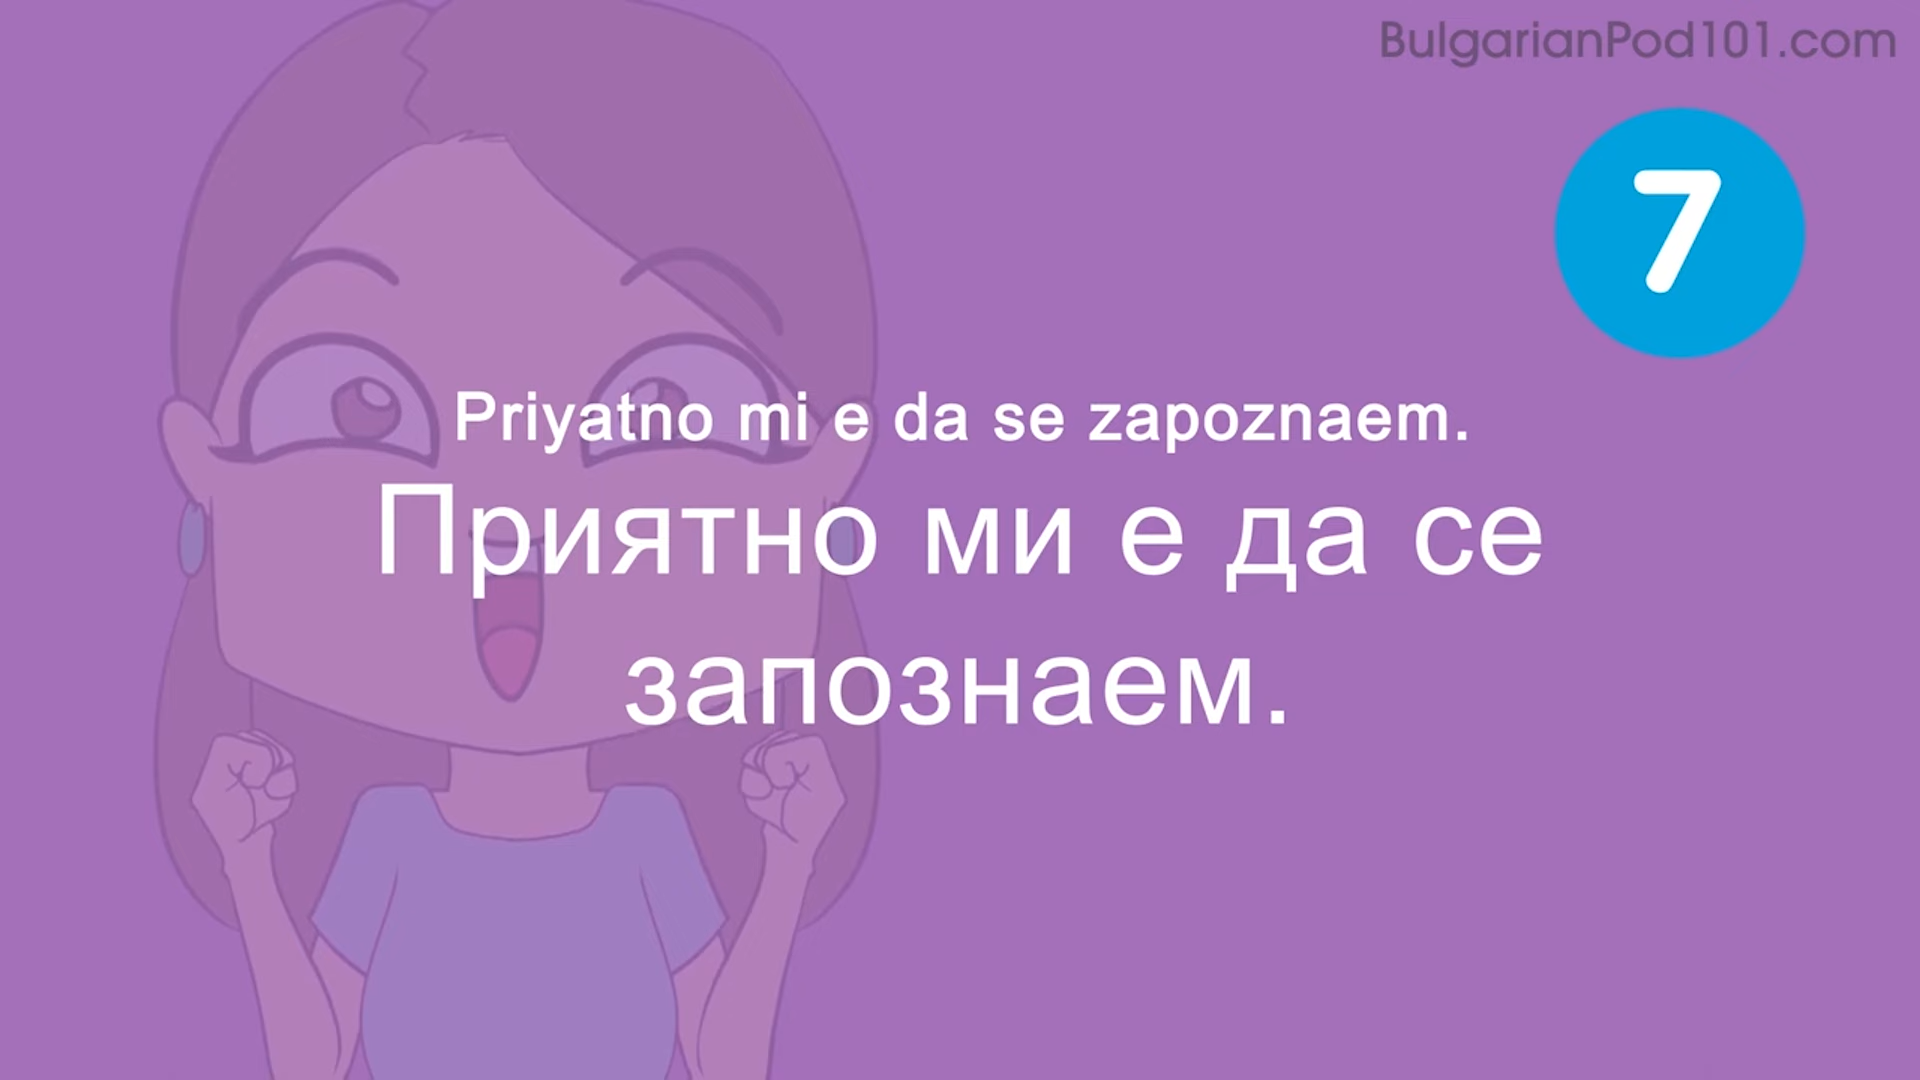 BulgarianPod101.com
7
Priyatno mi e da se zapoznaem.
Приятно ми е да се
запознаем.